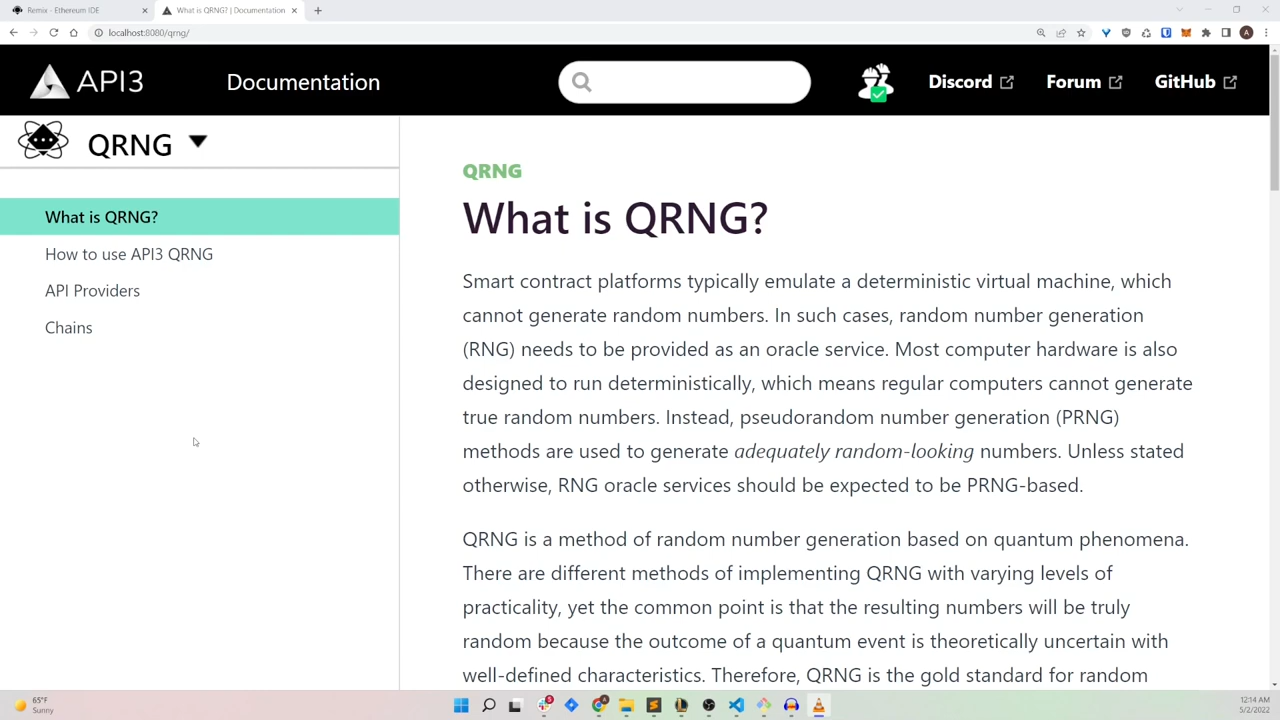 Remix - Ethereum IDE
What is QRNG? | Documentation
localhost:8080/qrng/
API3
Documentation
Discord
Forum
GitHub
QRNG
What is QRNG?
How to use API3 QRNG
API Providers
Chains
QRNG
What is QRNG?
Smart contract platforms typically emulate a deterministic virtual machine, which
cannot generate random numbers. In such cases, random number generation
(RNG) needs to be provided as an oracle service. Most computer hardware is also
designed to run deterministically, which means regular computers cannot generate
true random numbers. Instead, pseudorandom number generation (PRNG)
methods are used to generate adequately random-looking numbers. Unless stated
otherwise, RNG oracle services should be expected to be PRNG-based.
QRNG is a method of random number generation based on quantum phenomena.
There are different methods of implementing QRNG with varying levels of
practicality, yet the common point is that the resulting numbers will be truly
random because the outcome of a quantum event is theoretically uncertain with
well-defined characteristics. Therefore, QRNG is the gold standard for random
65°F
Sunny
12:14 AM
5/2/2022